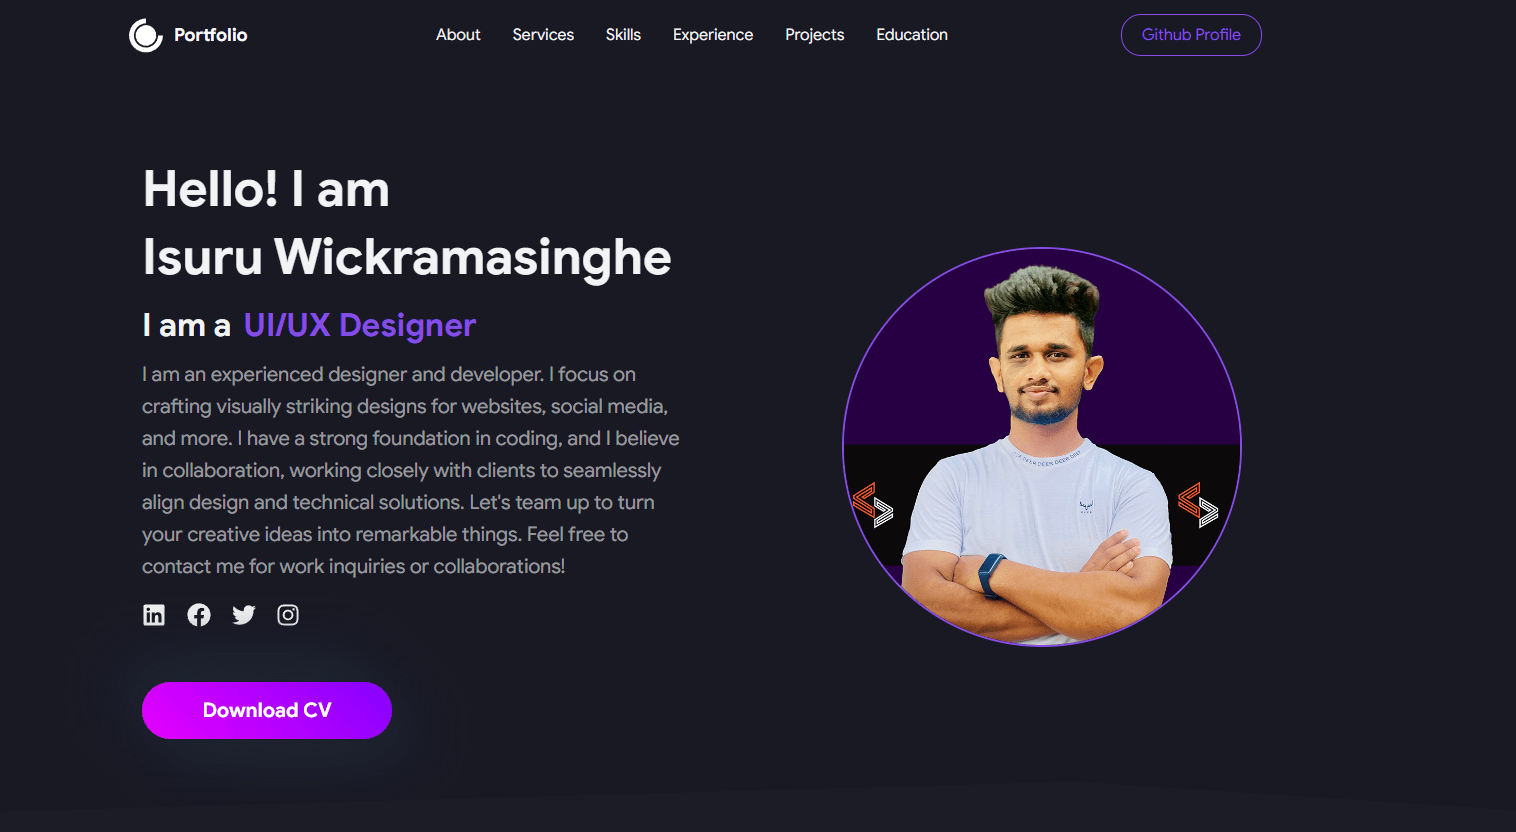 Portfolio
About
Services
Skills
Experience
Projects
Education
Github Profile
Hello! I am
Isuru Wickramasinghe
I am a UI/UX Designer
I am an experienced designer and developer. I focus on
crafting visually striking designs for websites, social media,
and more. I have a strong foundation in coding, and I believe
in collaboration, working closely with clients to seamlessly
align design and technical solutions. Let's team up to turn
your creative ideas into remarkable things. Feel free to
contact me for work inquiries or collaborations!
in
Download CV
DEER DEER DEER